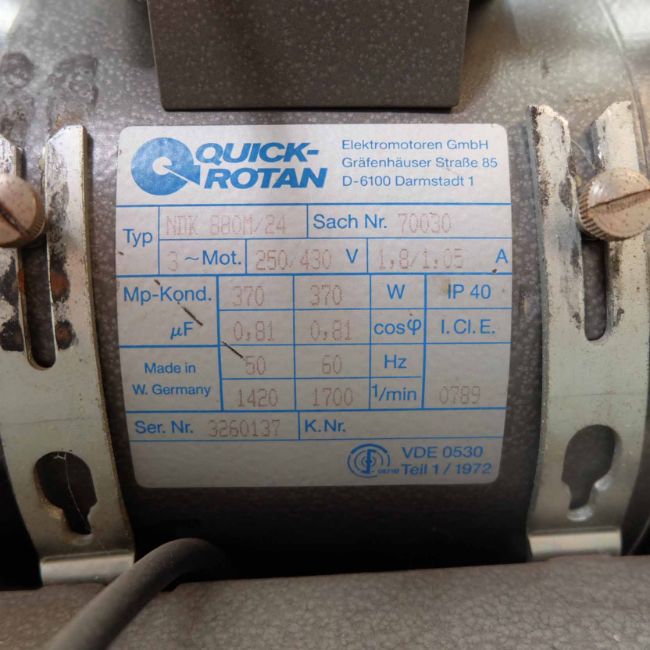 QUICK-
ROTAN
Elektromotoren GmbH
Gräfenhäuser Straße 85
D-6100 Darmstadt 1
Typ NDK 880M/24 Sach Nr. 70030
3~Mot. 250/430 V 1,8/1,05 A
Mp-Kond. 370 370 W IP 40
µF 0,81 0,81 cosφ I.Cl.E.
Made in
W. Germany
50 60 Hz
1420 1700 1/min 0789
Ser. Nr. 3260137 K.Nr.
VDE 0530
Teil 1/1972